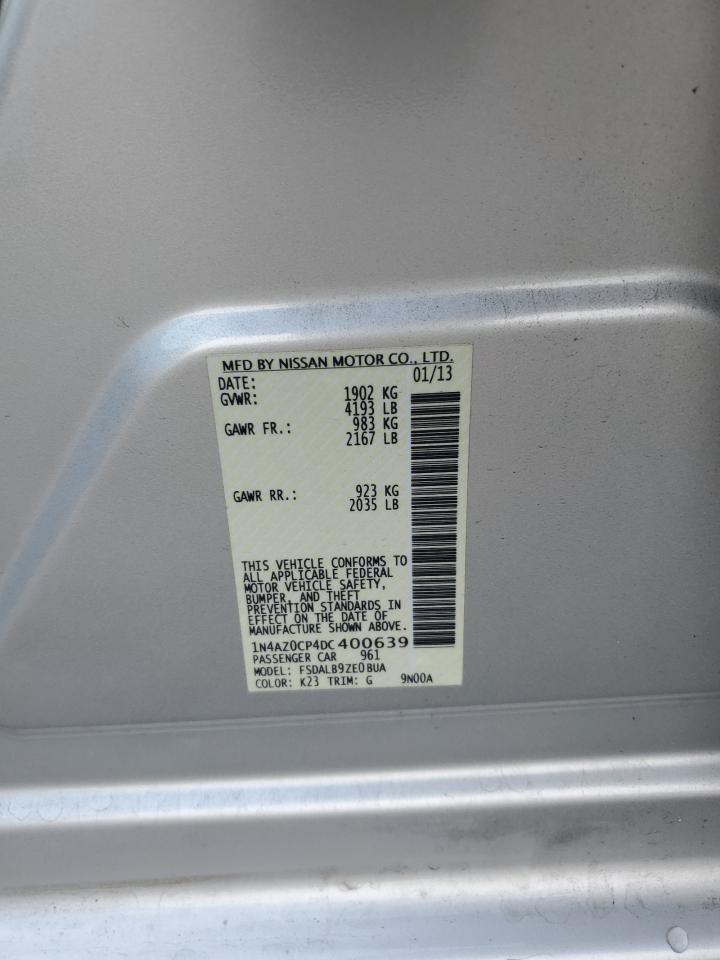 MFD BY NISSAN MOTOR CO., LTD.
DATE: 01/13
GVWR: 1902 KG
4193 LB
GAWR FR.: 983 KG
2167 LB
GAWR RR.: 923 KG
2035 LB
THIS VEHICLE CONFORMS TO
ALL APPLICABLE FEDERAL
MOTOR VEHICLE SAFETY,
BUMPER, AND THEFT
PREVENTION STANDARDS IN
EFFECT ON THE DATE OF
MANUFACTURE SHOWN ABOVE.
1N4AZ0CP4DC400639
PASSENGER CAR 961
MODEL: FSDALB9ZE0BUA
COLOR: K23 TRIM: G 9N00A